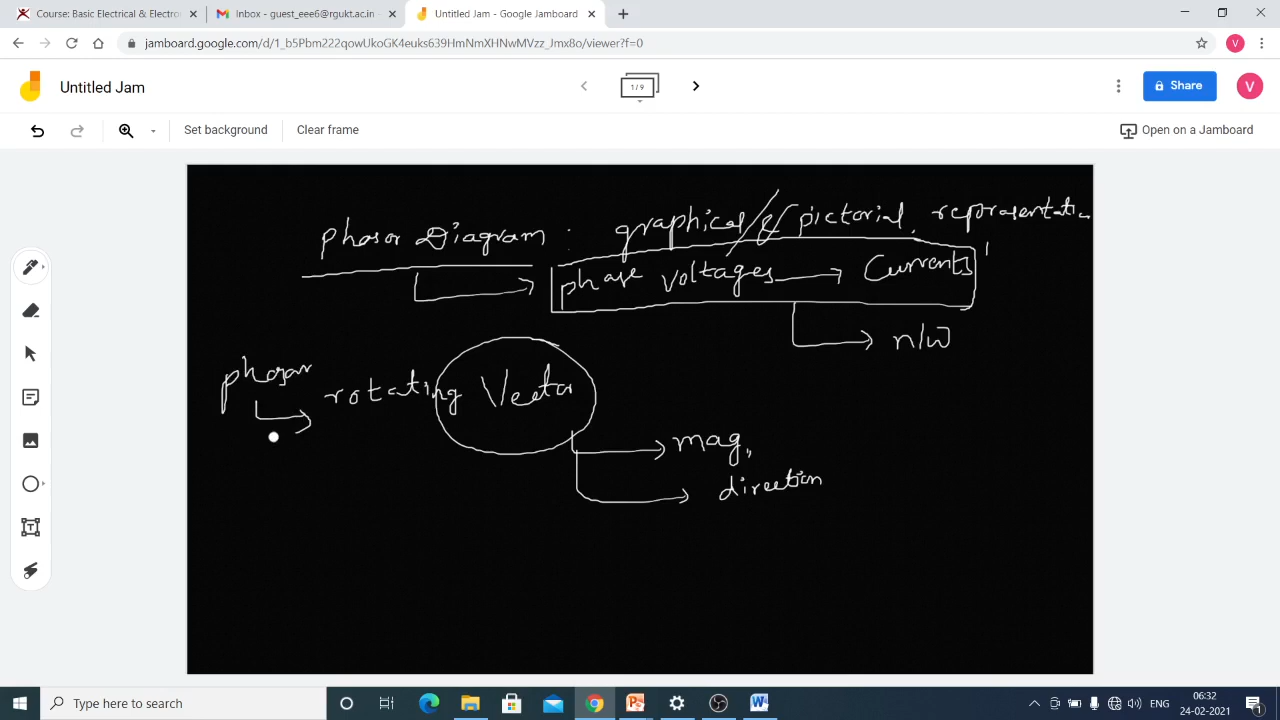 Course: Basic Electrical & Electro
Inbox - guest_eee6@rgukt.ac.in -
Untitled Jam - Google Jamboard
jamboard.google.com/d/1_b5Pbm222qowUkoGK4euks639HmNmXHNwMVzz_Jmx8o/viewer?f=0
V
Untitled Jam
1/9
Share
V
Set background
Clear frame
Open on a Jamboard
phasor Diagram : graphical & pictorial representation
phase voltages → Currents
n/w
phasor
rotating Vector
mag,
direction
Type here to search
ENG
06:32
24-02-2021
1